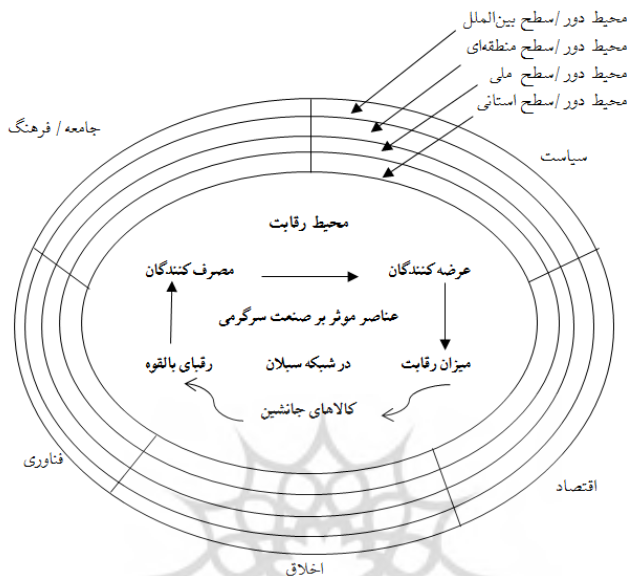 محیط دور /سطح بین‌الملل
محیط دور /سطح منطقه‌ای
محیط دور /سطح ملی
محیط دور /سطح استانی
جامعه / فرهنگ
سیاست
محیط رقابت
عرضه کنندگان
مصرف کنندگان
عناصر موثر بر صنعت سرگرمی
میزان رقابت
در شبکه سبلان
رقبای بالقوه
کالاهای جانشین
فناوری
اقتصاد
اخلاق